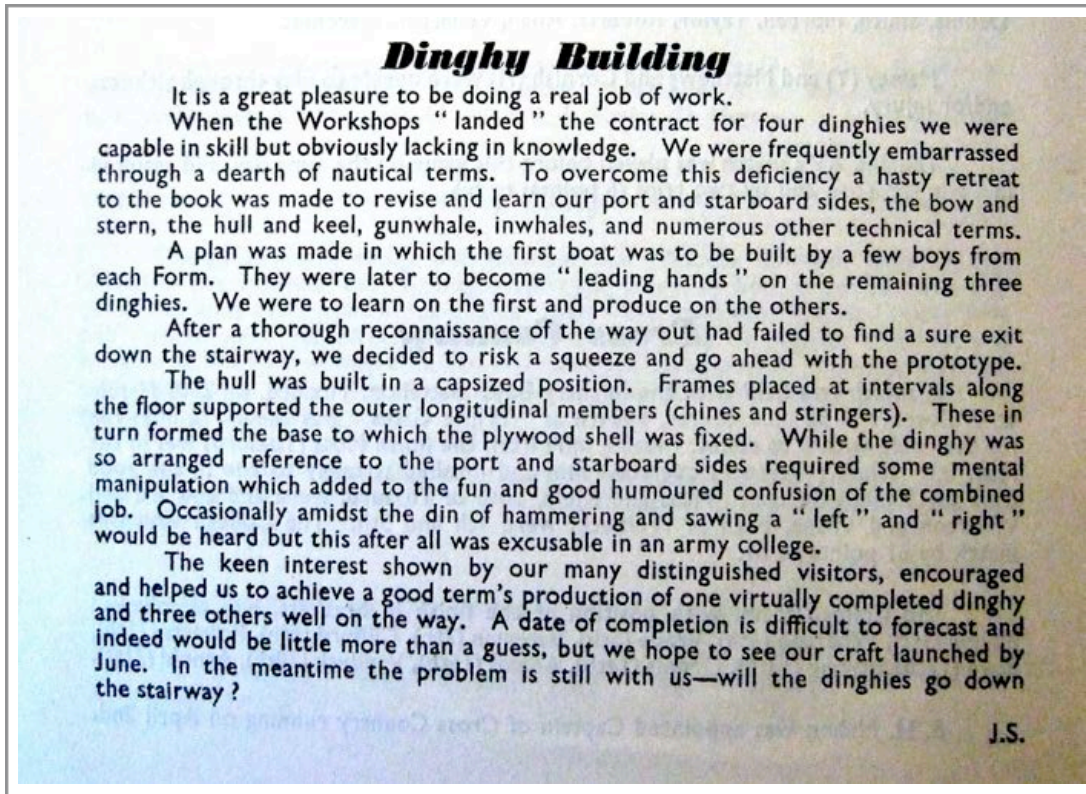 Dinghy Building
It is a great pleasure to be doing a real job of work.
When the Workshops “ landed ” the contract for four dinghies we were
capable in skill but obviously lacking in knowledge. We were frequently embarrassed
through a dearth of nautical terms. To overcome this deficiency a hasty retreat
to the book was made to revise and learn our port and starboard sides, the bow and
stern, the hull and keel, gunwhale, inwhales, and numerous other technical terms.
A plan was made in which the first boat was to be built by a few boys from
each Form. They were later to become “ leading hands ” on the remaining three
dinghies. We were to learn on the first and produce on the others.
After a thorough reconnaissance of the way out had failed to find a sure exit
down the stairway, we decided to risk a squeeze and go ahead with the prototype.
The hull was built in a capsized position. Frames placed at intervals along
the floor supported the outer longitudinal members (chines and stringers). These in
turn formed the base to which the plywood shell was fixed. While the dinghy was
so arranged reference to the port and starboard sides required some mental
manipulation which added to the fun and good humoured confusion of the combined
job. Occasionally amidst the din of hammering and sawing a “ left ” and “ right ”
would be heard but this after all was excusable in an army college.
The keen interest shown by our many distinguished visitors, encouraged
and helped us to achieve a good term's production of one virtually completed dinghy
and three others well on the way. A date of completion is difficult to forecast and
indeed would be little more than a guess, but we hope to see our craft launched by
June. In the meantime the problem is still with us—will the dinghies go down
the stairway ?
J.S.